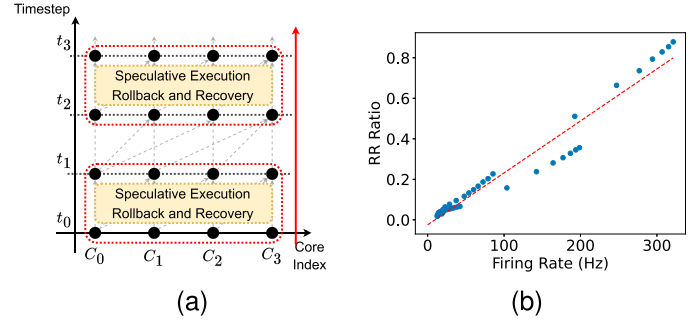 Timestep
t₃
Speculative Execution
Rollback and Recovery
t₂
t₁
Speculative Execution
Rollback and Recovery
t₀
C₀ C₁ C₂ C₃
Core
Index
(a)
RR Ratio
0.8
0.6
0.4
0.2
0.0
0 100 200 300
Firing Rate (Hz)
(b)